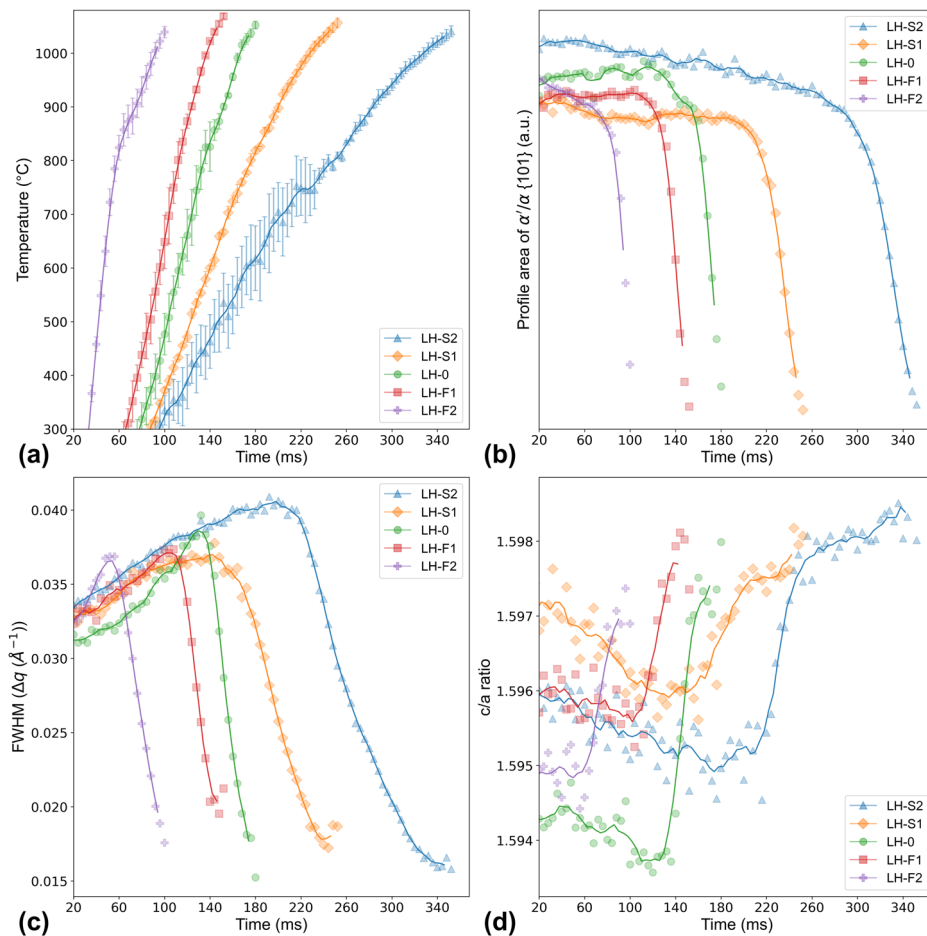 1000
900
800
700
600
500
400
300
Temperature (°C)
20 60 100 140 180 220 260 300 340
Time (ms)
LH-S2
LH-S1
LH-0
LH-F1
LH-F2
(a)
Profile area of α′/α {101} (a.u.)
LH-S2
LH-S1
LH-0
LH-F1
LH-F2
20 60 100 140 180 220 260 300 340
Time (ms)
(b)
0.040
0.035
0.030
0.025
0.020
0.015
FWHM (Δq (Å⁻¹))
LH-S2
LH-S1
LH-0
LH-F1
LH-F2
20 60 100 140 180 220 260 300 340
Time (ms)
(c)
1.598
1.597
1.596
1.595
1.594
c/a ratio
LH-S2
LH-S1
LH-0
LH-F1
LH-F2
20 60 100 140 180 220 260 300 340
Time (ms)
(d)